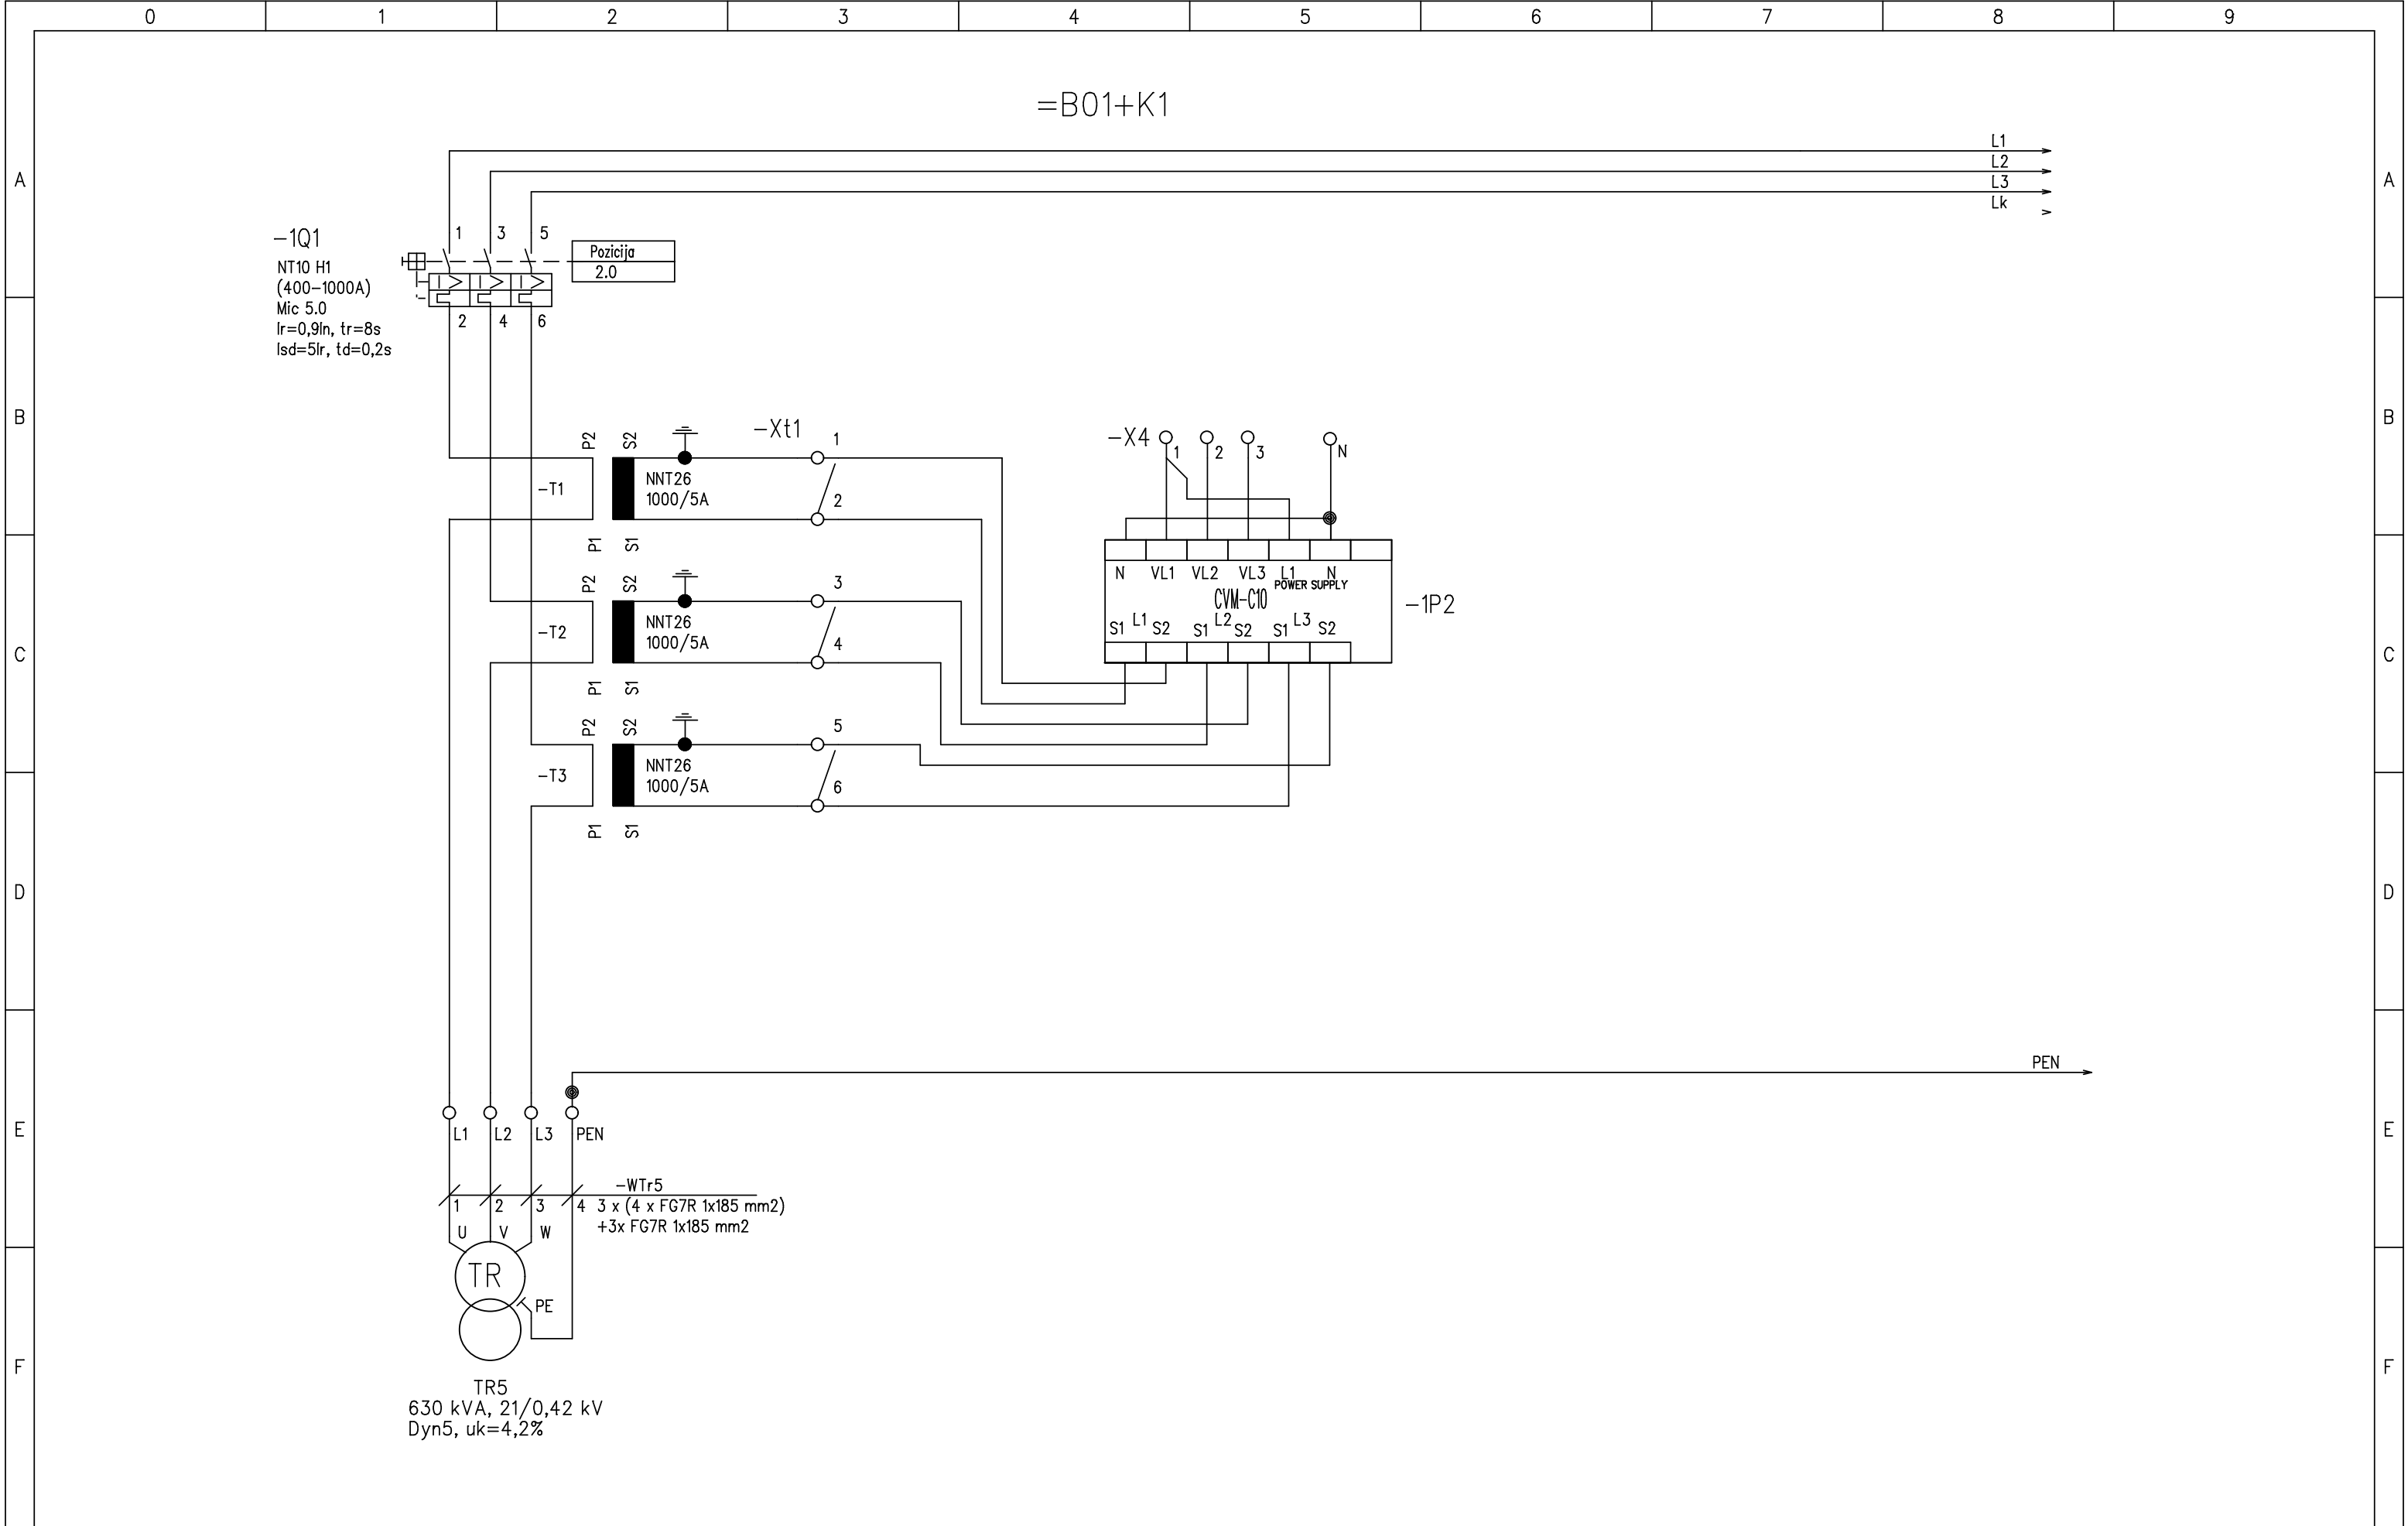 0 1 2 3 4 5 6 7 8 9
=B01+K1
L1
L2
L3
Lk
A A
-1Q1
NT10 H1
(400-1000A)
Mic 5.0
Ir=0,9In, tr=8s
Isd=5Ir, td=0,2s
1 3 5
2 4 6
Pozicija
2.0
B B
P2 S2
-T1
NNT26
1000/5A
P1 S1
-Xt1
1
2
-X4 1 2 3 N
P2 S2
-T2
NNT26
1000/5A
P1 S1
3
4
N VL1 VL2 VL3 L1 N
POWER SUPPLY
CVM-C10
L1 L2 L3
S1 S2 S1 S2 S1 S2
-1P2
C C
P2 S2
-T3
NNT26
1000/5A
P1 S1
5
6
D D
PEN
E E
L1 L2 L3 PEN
-WTr5
1 2 3 4 3 x (4 x FG7R 1x185 mm2)
+3x FG7R 1x185 mm2
U V W
TR
PE
F F
TR5
630 kVA, 21/0,42 kV
Dyn5, uk=4,2%